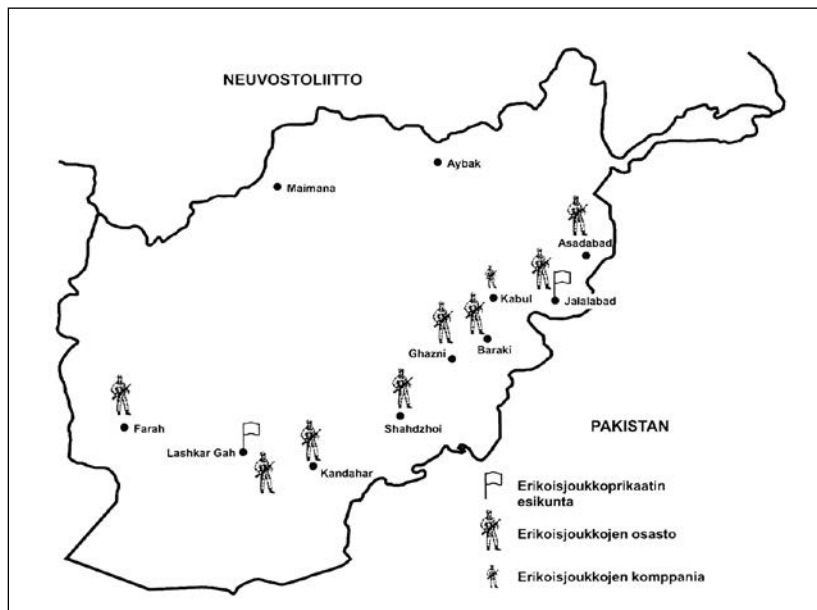 NEUVOSTOLIITTO
Aybak
Maimana
Asadabad
Kabul
Jalalabad
Ghazni
Baraki
Farah
Shahdzhoi
PAKISTAN
Lashkar Gah
Kandahar
Erikoisjoukkoprikaatin
esikunta
Erikoisjoukkojen osasto
Erikoisjoukkojen komppania